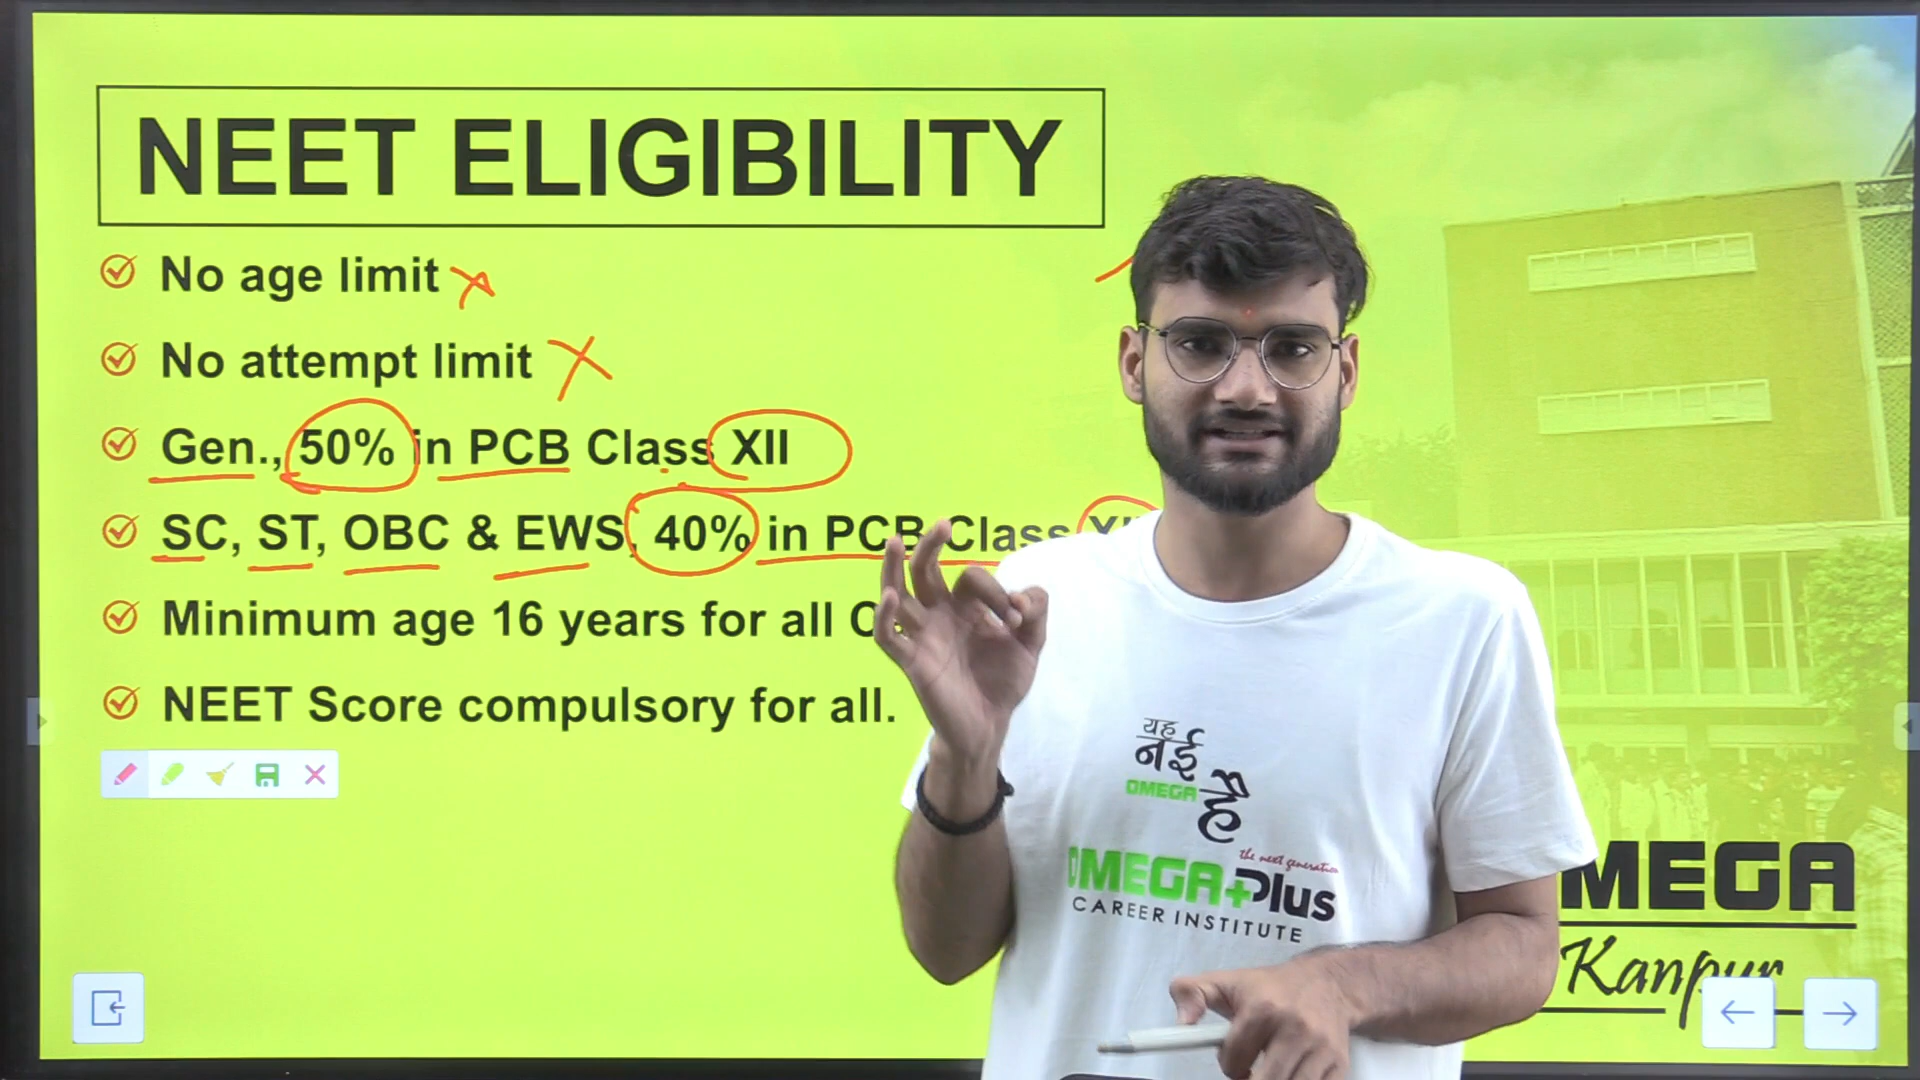 NEET ELIGIBILITY
No age limit
No attempt limit
Gen., 50% in PCB Class XII
SC, ST, OBC & EWS, 40% in PCB Class
Minimum age 16 years for all
NEET Score compulsory for all.
यह
नई
OMEGA
है
the next generation
OMEGA+Plus
CAREER INSTITUTE
MEGA
Kanpur